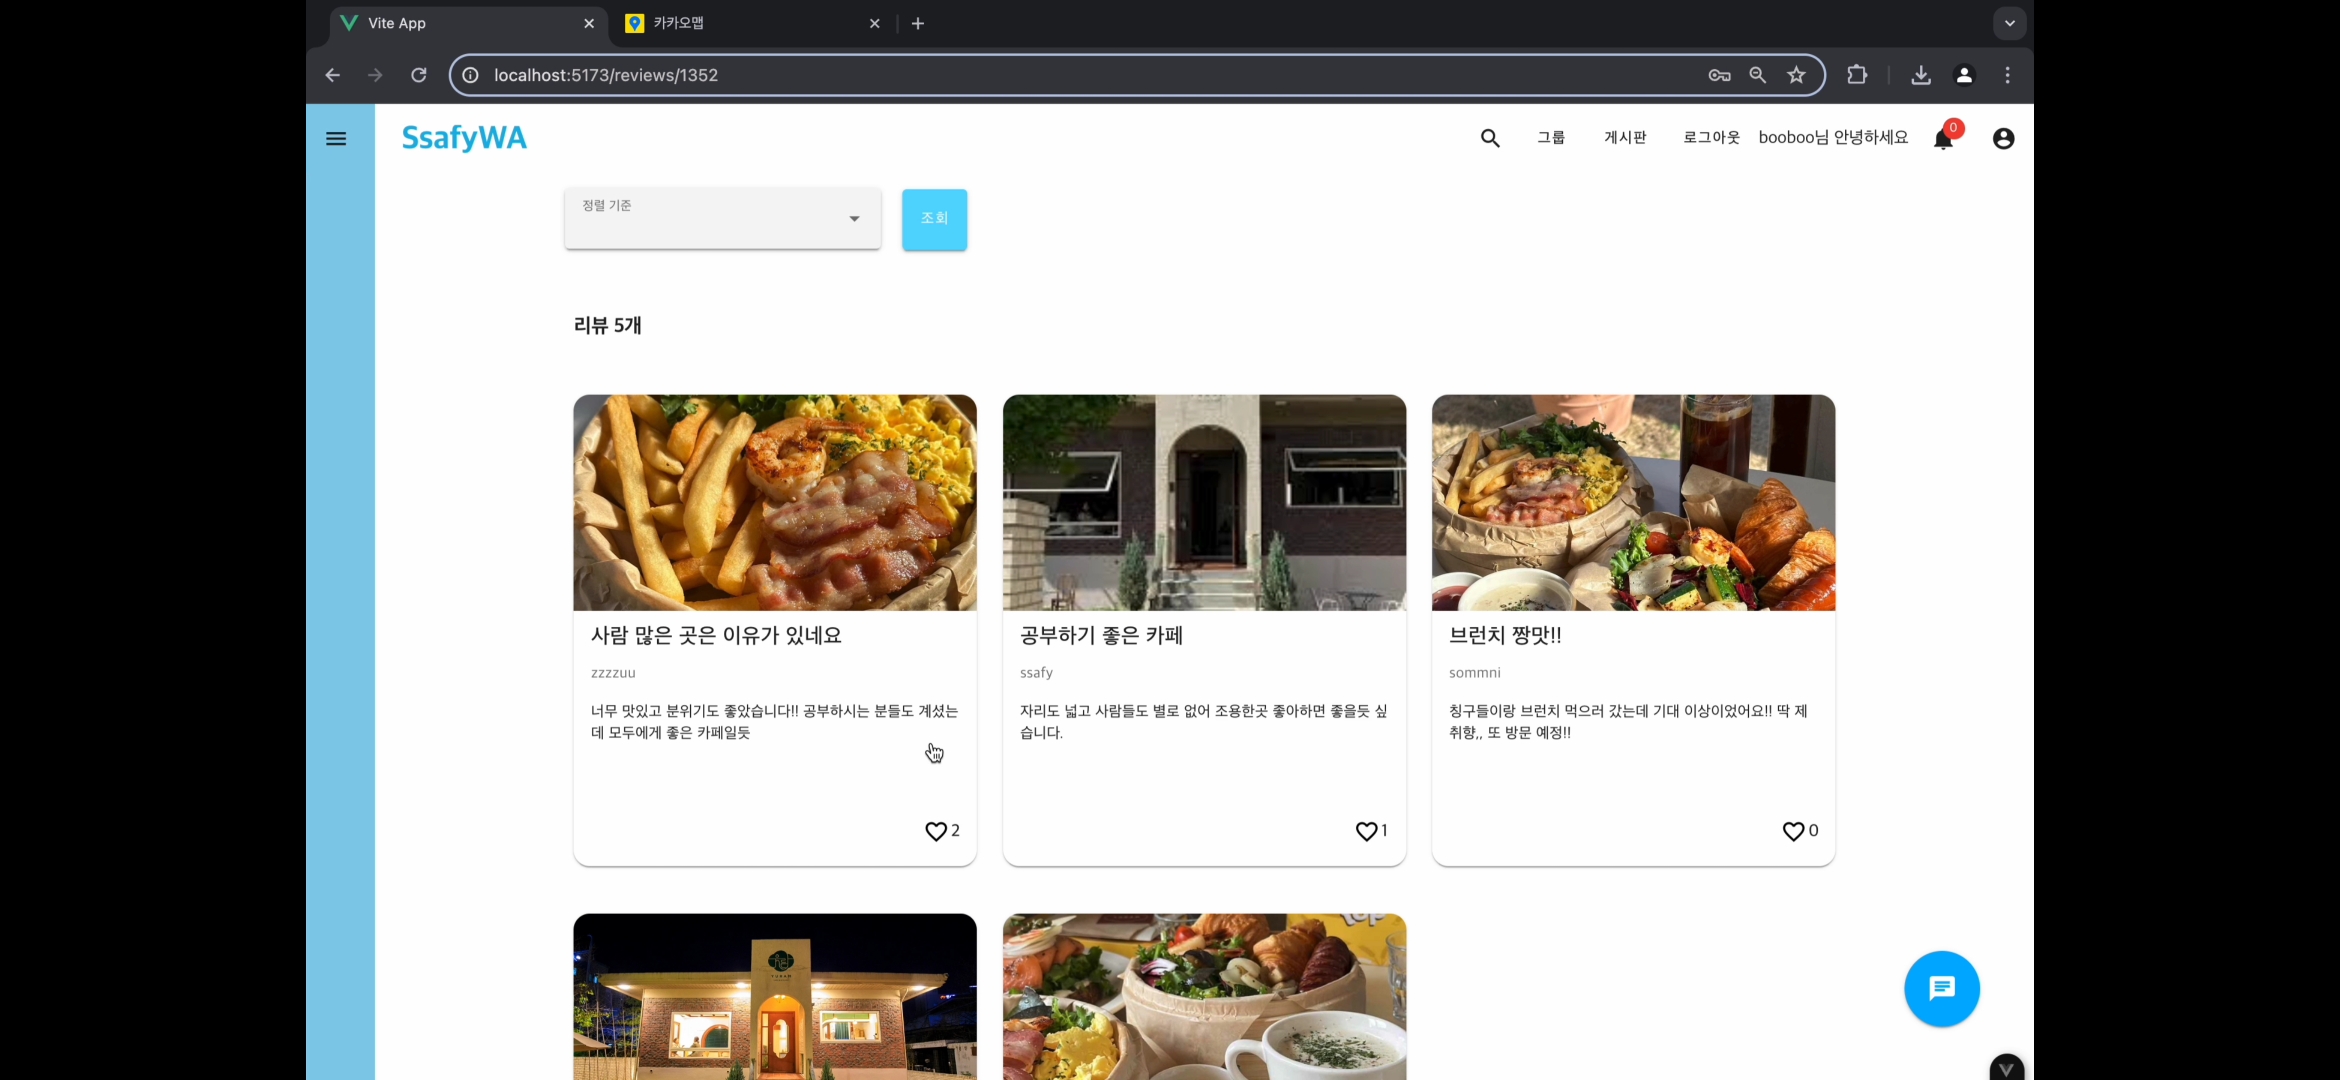 Vite App
카카오맵
localhost:5173/reviews/1352
SsafyWA
그룹
게시판
로그아웃
booboo님 안녕하세요
0
정렬 기준
조회
리뷰 5개
사람 많은 곳은 이유가 있네요
zzzzuu
너무 맛있고 분위기도 좋았습니다!! 공부하시는 분들도 계셨는
데 모두에게 좋은 카페일듯
2
공부하기 좋은 카페
ssafy
자리도 넓고 사람들도 별로 없어 조용한곳 좋아하면 좋을듯 싶
습니다.
1
브런치 짱맛!!
sommni
칭구들이랑 브런치 먹으러 갔는데 기대 이상이었어요!! 딱 제
취향,, 또 방문 예정!!
0